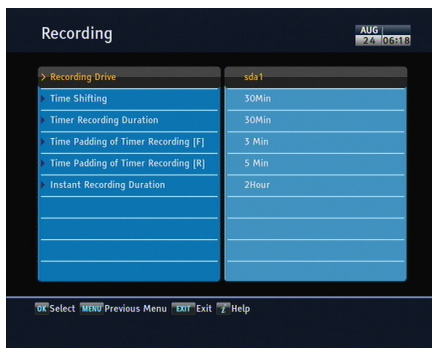 Recording
AUG
24 06:18
> Recording Drive sda1
Time Shifting 30Min
Timer Recording Duration 30Min
Time Padding of Timer Recording [F] 3 Min
Time Padding of Timer Recording [R] 5 Min
Instant Recording Duration 2Hour
OK Select MENU Previous Menu EXIT Exit i Help